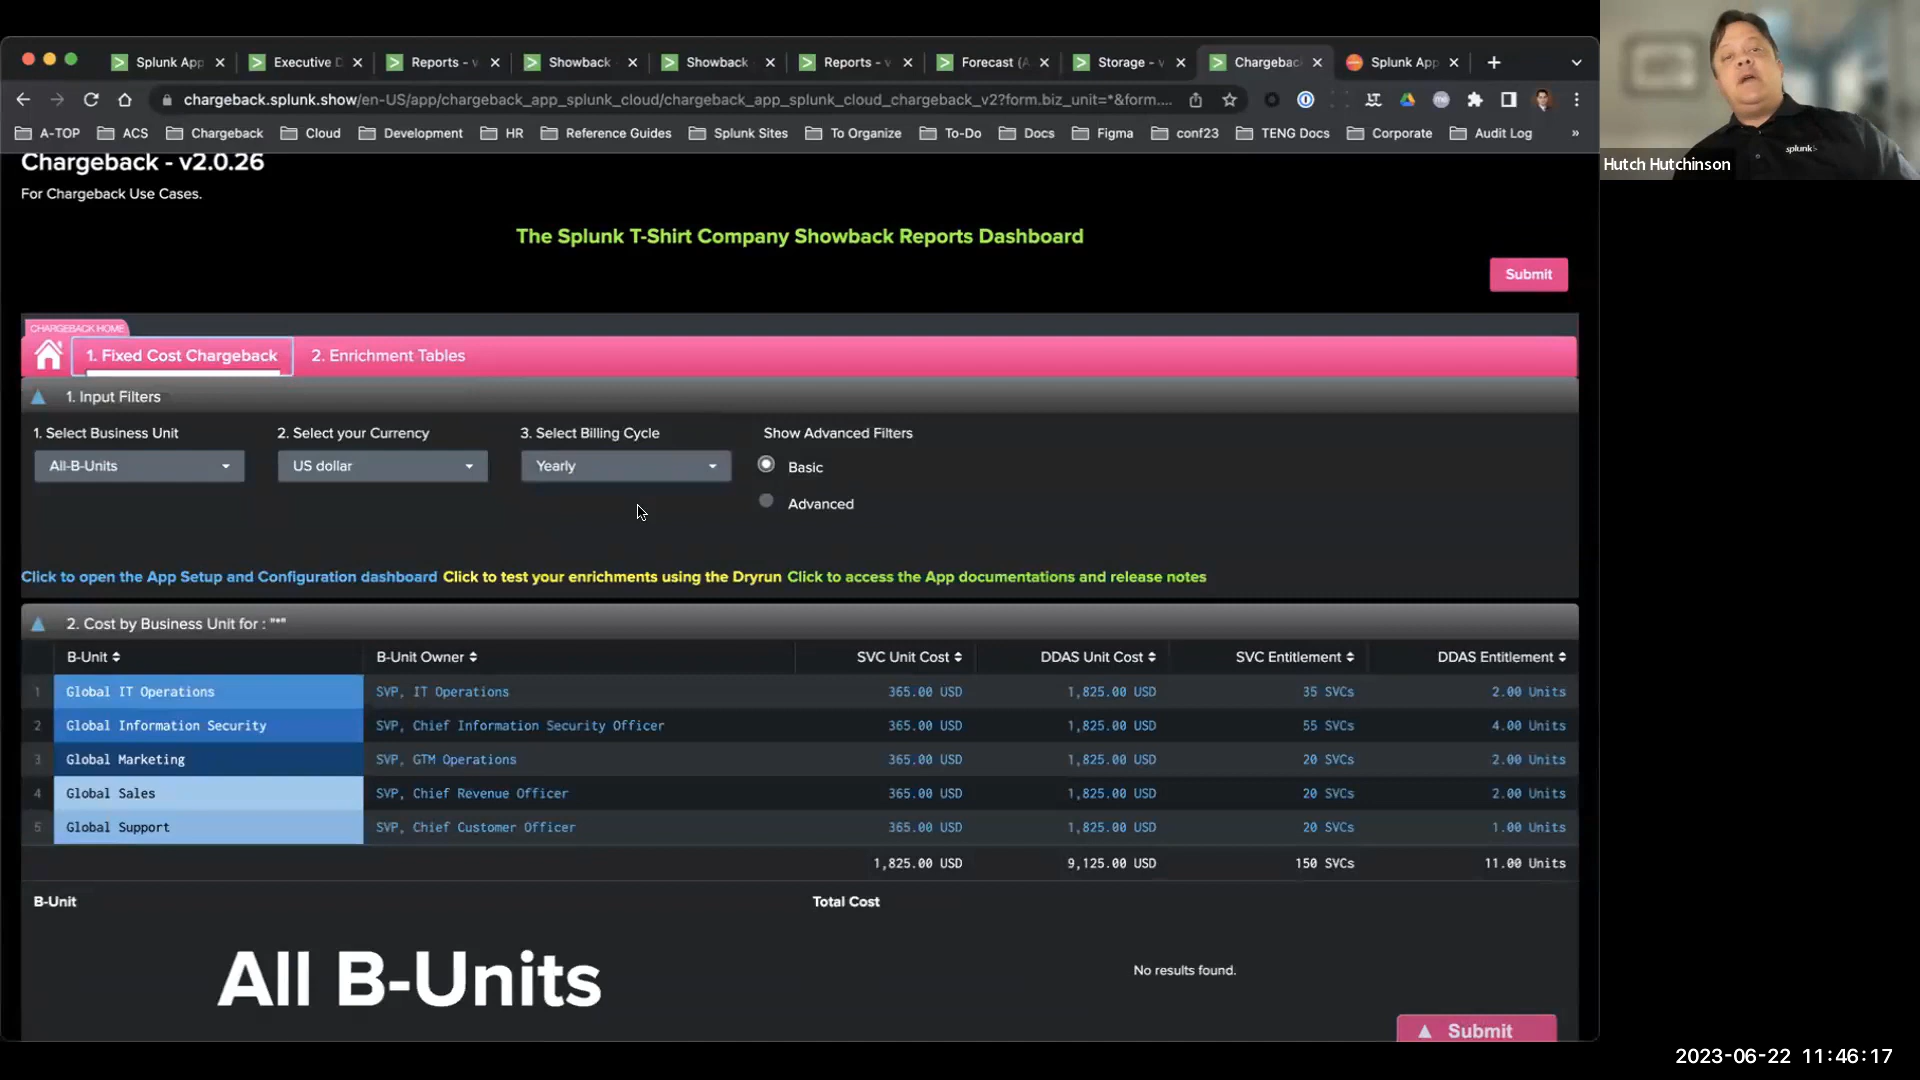 Splunk App
Executive D
Reports - v
Showback
Showback
Reports - v
Forecast (A
Storage - v
Chargebac
Splunk App
chargeback.splunk.show/en-US/app/chargeback_app_splunk_cloud/chargeback_app_splunk_cloud_chargeback_v2?form.biz_unit=*&form....
A-TOP
ACS
Chargeback
Cloud
Development
HR
Reference Guides
Splunk Sites
To Organize
To-Do
Docs
Figma
conf23
TENG Docs
Corporate
Audit Log
»
splunk>
Hutch Hutchinson
Chargeback - v2.0.26
For Chargeback Use Cases.
The Splunk T-Shirt Company Showback Reports Dashboard
Submit
CHARGEBACK HOME
1. Fixed Cost Chargeback
2. Enrichment Tables
1. Input Filters
1. Select Business Unit
2. Select your Currency
3. Select Billing Cycle
Show Advanced Filters
All-B-Units
US dollar
Yearly
Basic
Advanced
Click to open the App Setup and Configuration dashboard Click to test your enrichments using the Dryrun Click to access the App documentations and release notes
2. Cost by Business Unit for : "*"
B-Unit B-Unit Owner SVC Unit Cost DDAS Unit Cost SVC Entitlement DDAS Entitlement
1 Global IT Operations SVP, IT Operations 365.00 USD 1,825.00 USD 35 SVCs 2.00 Units
2 Global Information Security SVP, Chief Information Security Officer 365.00 USD 1,825.00 USD 55 SVCs 4.00 Units
3 Global Marketing SVP, GTM Operations 365.00 USD 1,825.00 USD 20 SVCs 2.00 Units
4 Global Sales SVP, Chief Revenue Officer 365.00 USD 1,825.00 USD 20 SVCs 2.00 Units
5 Global Support SVP, Chief Customer Officer 365.00 USD 1,825.00 USD 20 SVCs 1.00 Units
1,825.00 USD 9,125.00 USD 150 SVCs 11.00 Units
B-Unit
Total Cost
All B-Units
No results found.
Submit
2023-06-22 11:46:17